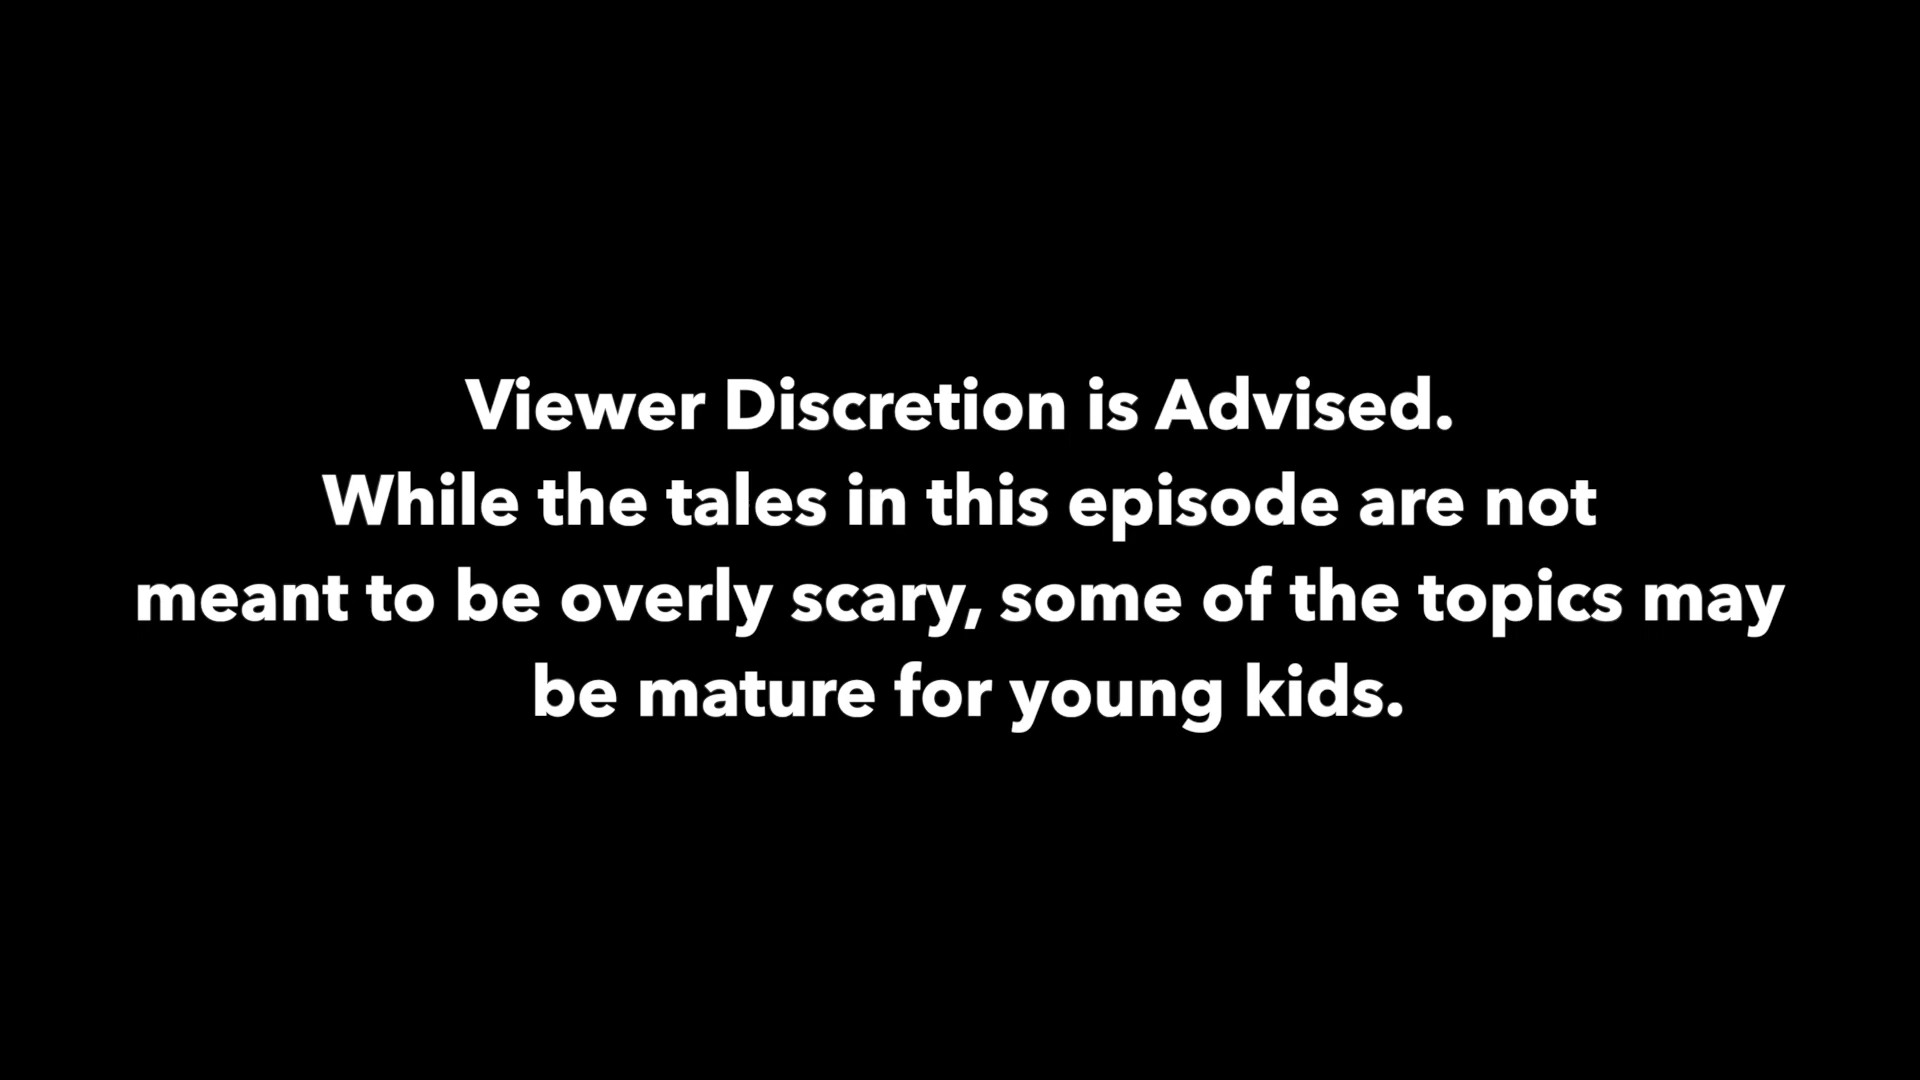 Viewer Discretion is Advised.
While the tales in this episode are not
meant to be overly scary, some of the topics may
be mature for young kids.